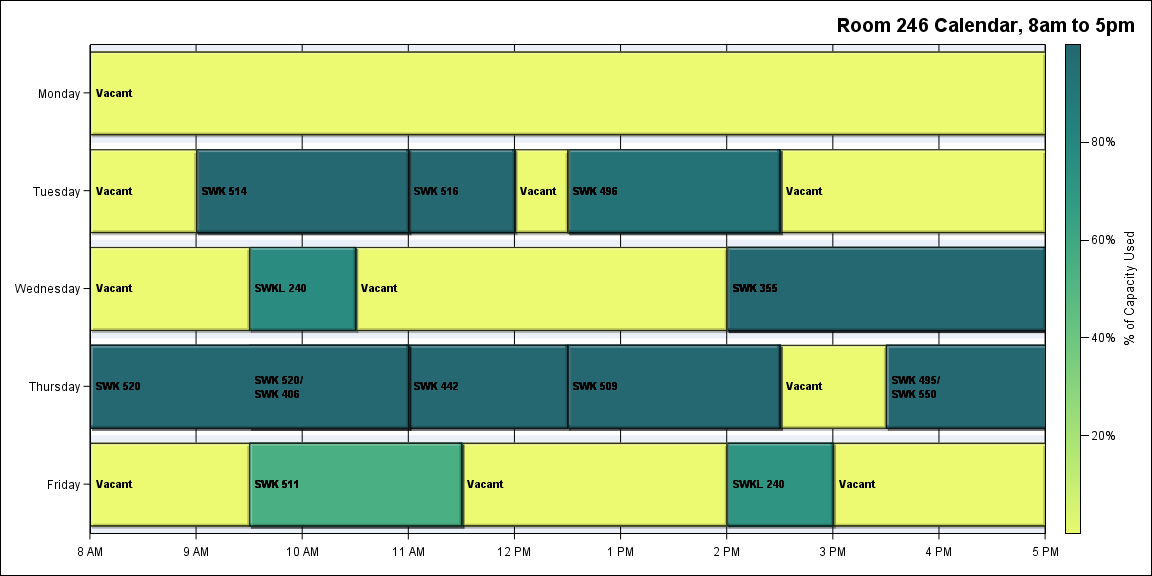 Room 246 Calendar, 8am to 5pm
Monday
Vacant
Tuesday
Vacant
SWK 514
SWK 516
Vacant
SWK 496
Vacant
Wednesday
Vacant
SWKL 240
Vacant
SWK 355
Thursday
SWK 520
SWK 520/
SWK 406
SWK 442
SWK 509
Vacant
SWK 495/
SWK 550
Friday
Vacant
SWK 511
Vacant
SWKL 240
Vacant
8 AM
9 AM
10 AM
11 AM
12 PM
1 PM
2 PM
3 PM
4 PM
5 PM
80%
60%
40%
20%
% of Capacity Used